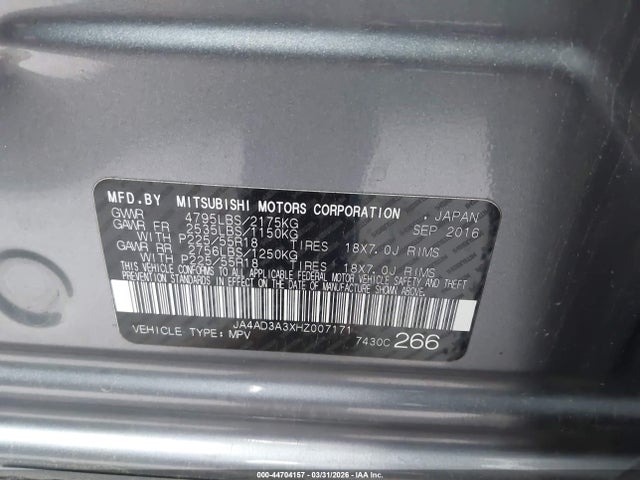 MFD.BY MITSUBISHI MOTORS CORPORATION , JAPAN
GVWR 4795LBS/2175KG SEP 2016
GAWR FR 2535LBS/1150KG
WITH P225/55R18 TIRES 18X7.0J RIMS
GAWR RR 2756LBS/1250KG
WITH P225/55R18 TIRES 18X7.0J RIMS
THIS VEHICLE CONFORMS TO ALL APPLICABLE FEDERAL MOTOR VEHICLE SAFETY AND THEFT
PREVENTION STANDARDS IN EFFECT ON THE DATE OF MANUFACTURE SHOWN ABOVE.
JA4AD3A3XHZ007171
VEHICLE TYPE: MPV 7430C 266
000-44704157 - 03/31/2026 - IAA Inc.